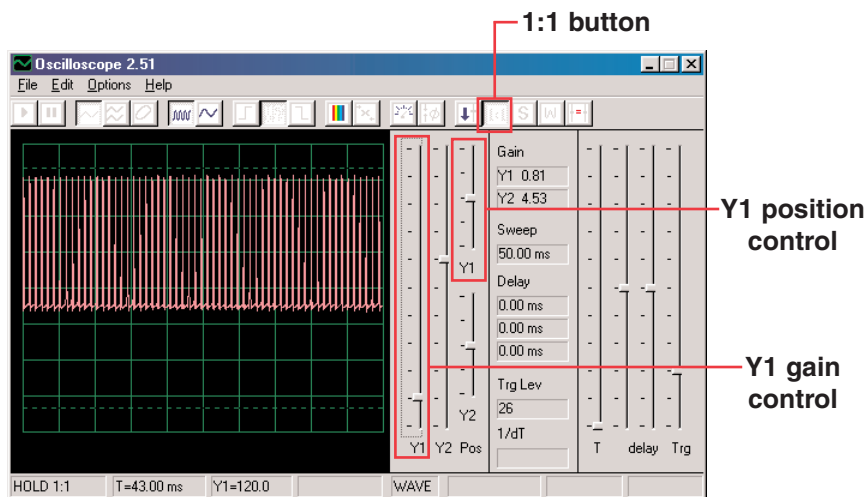 1:1 button
Oscilloscope 2.51
File Edit Options Help
Gain
Y1 0.81
Y2 4.53
Sweep
50.00 ms
Delay
0.00 ms
0.00 ms
0.00 ms
Trg Lev
26
1/dT
Y1
Y2
Y1 Y2 Pos
T delay Trg
Y1 position
control
Y1 gain
control
S W
HOLD 1:1 T=43.00 ms Y1=120.0 WAVE